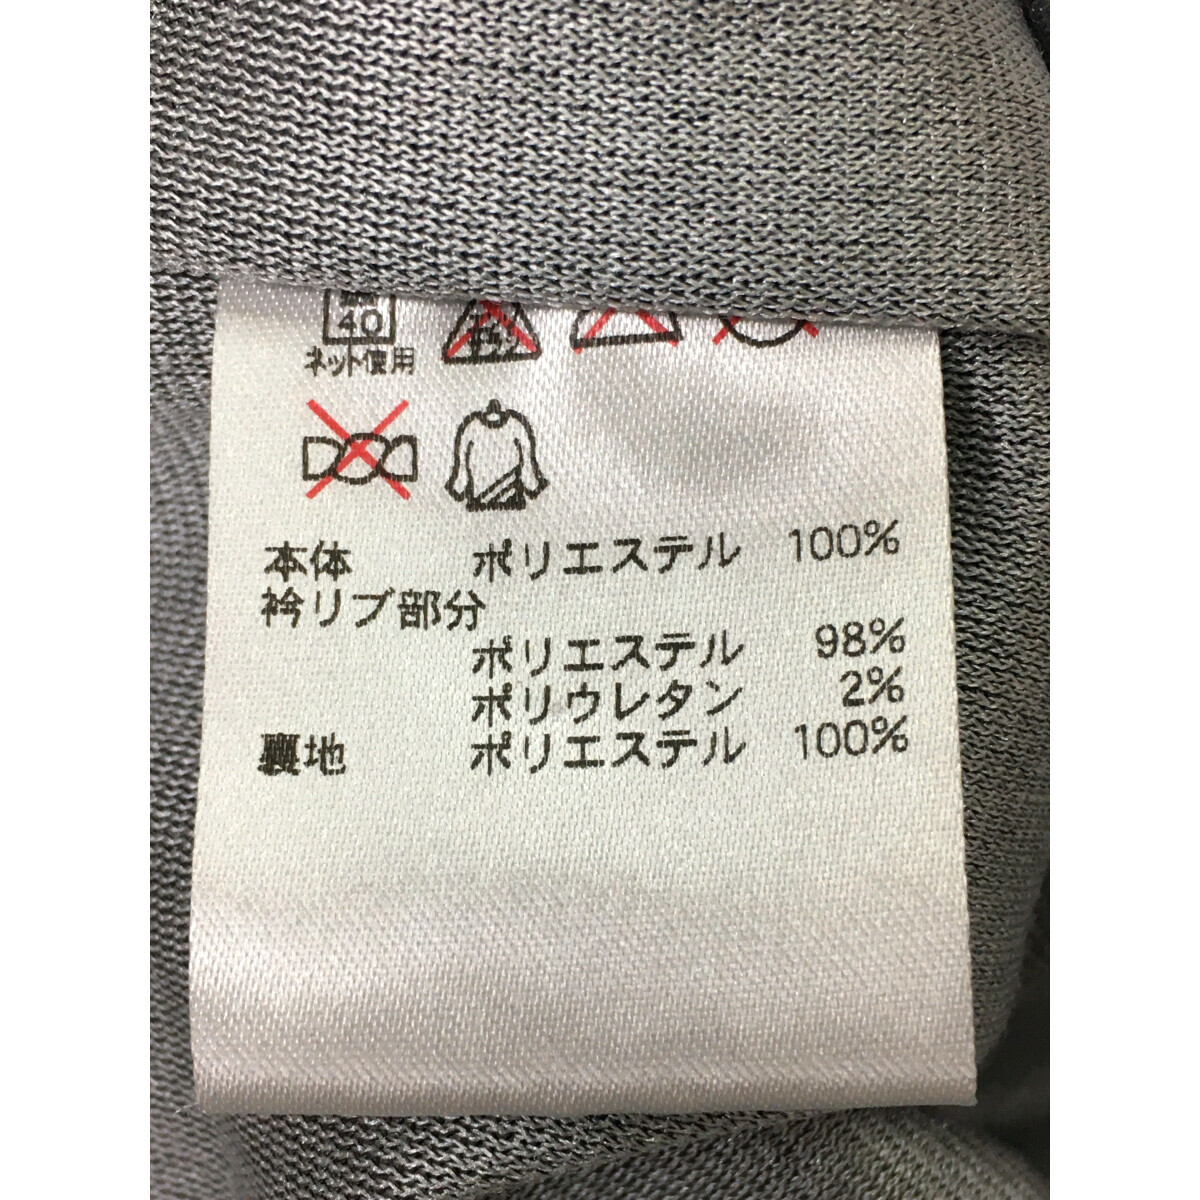 40
ネット使用
本体 ポリエステル 100%
衿リブ部分
ポリエステル 98%
ポリウレタン 2%
裏地 ポリエステル 100%